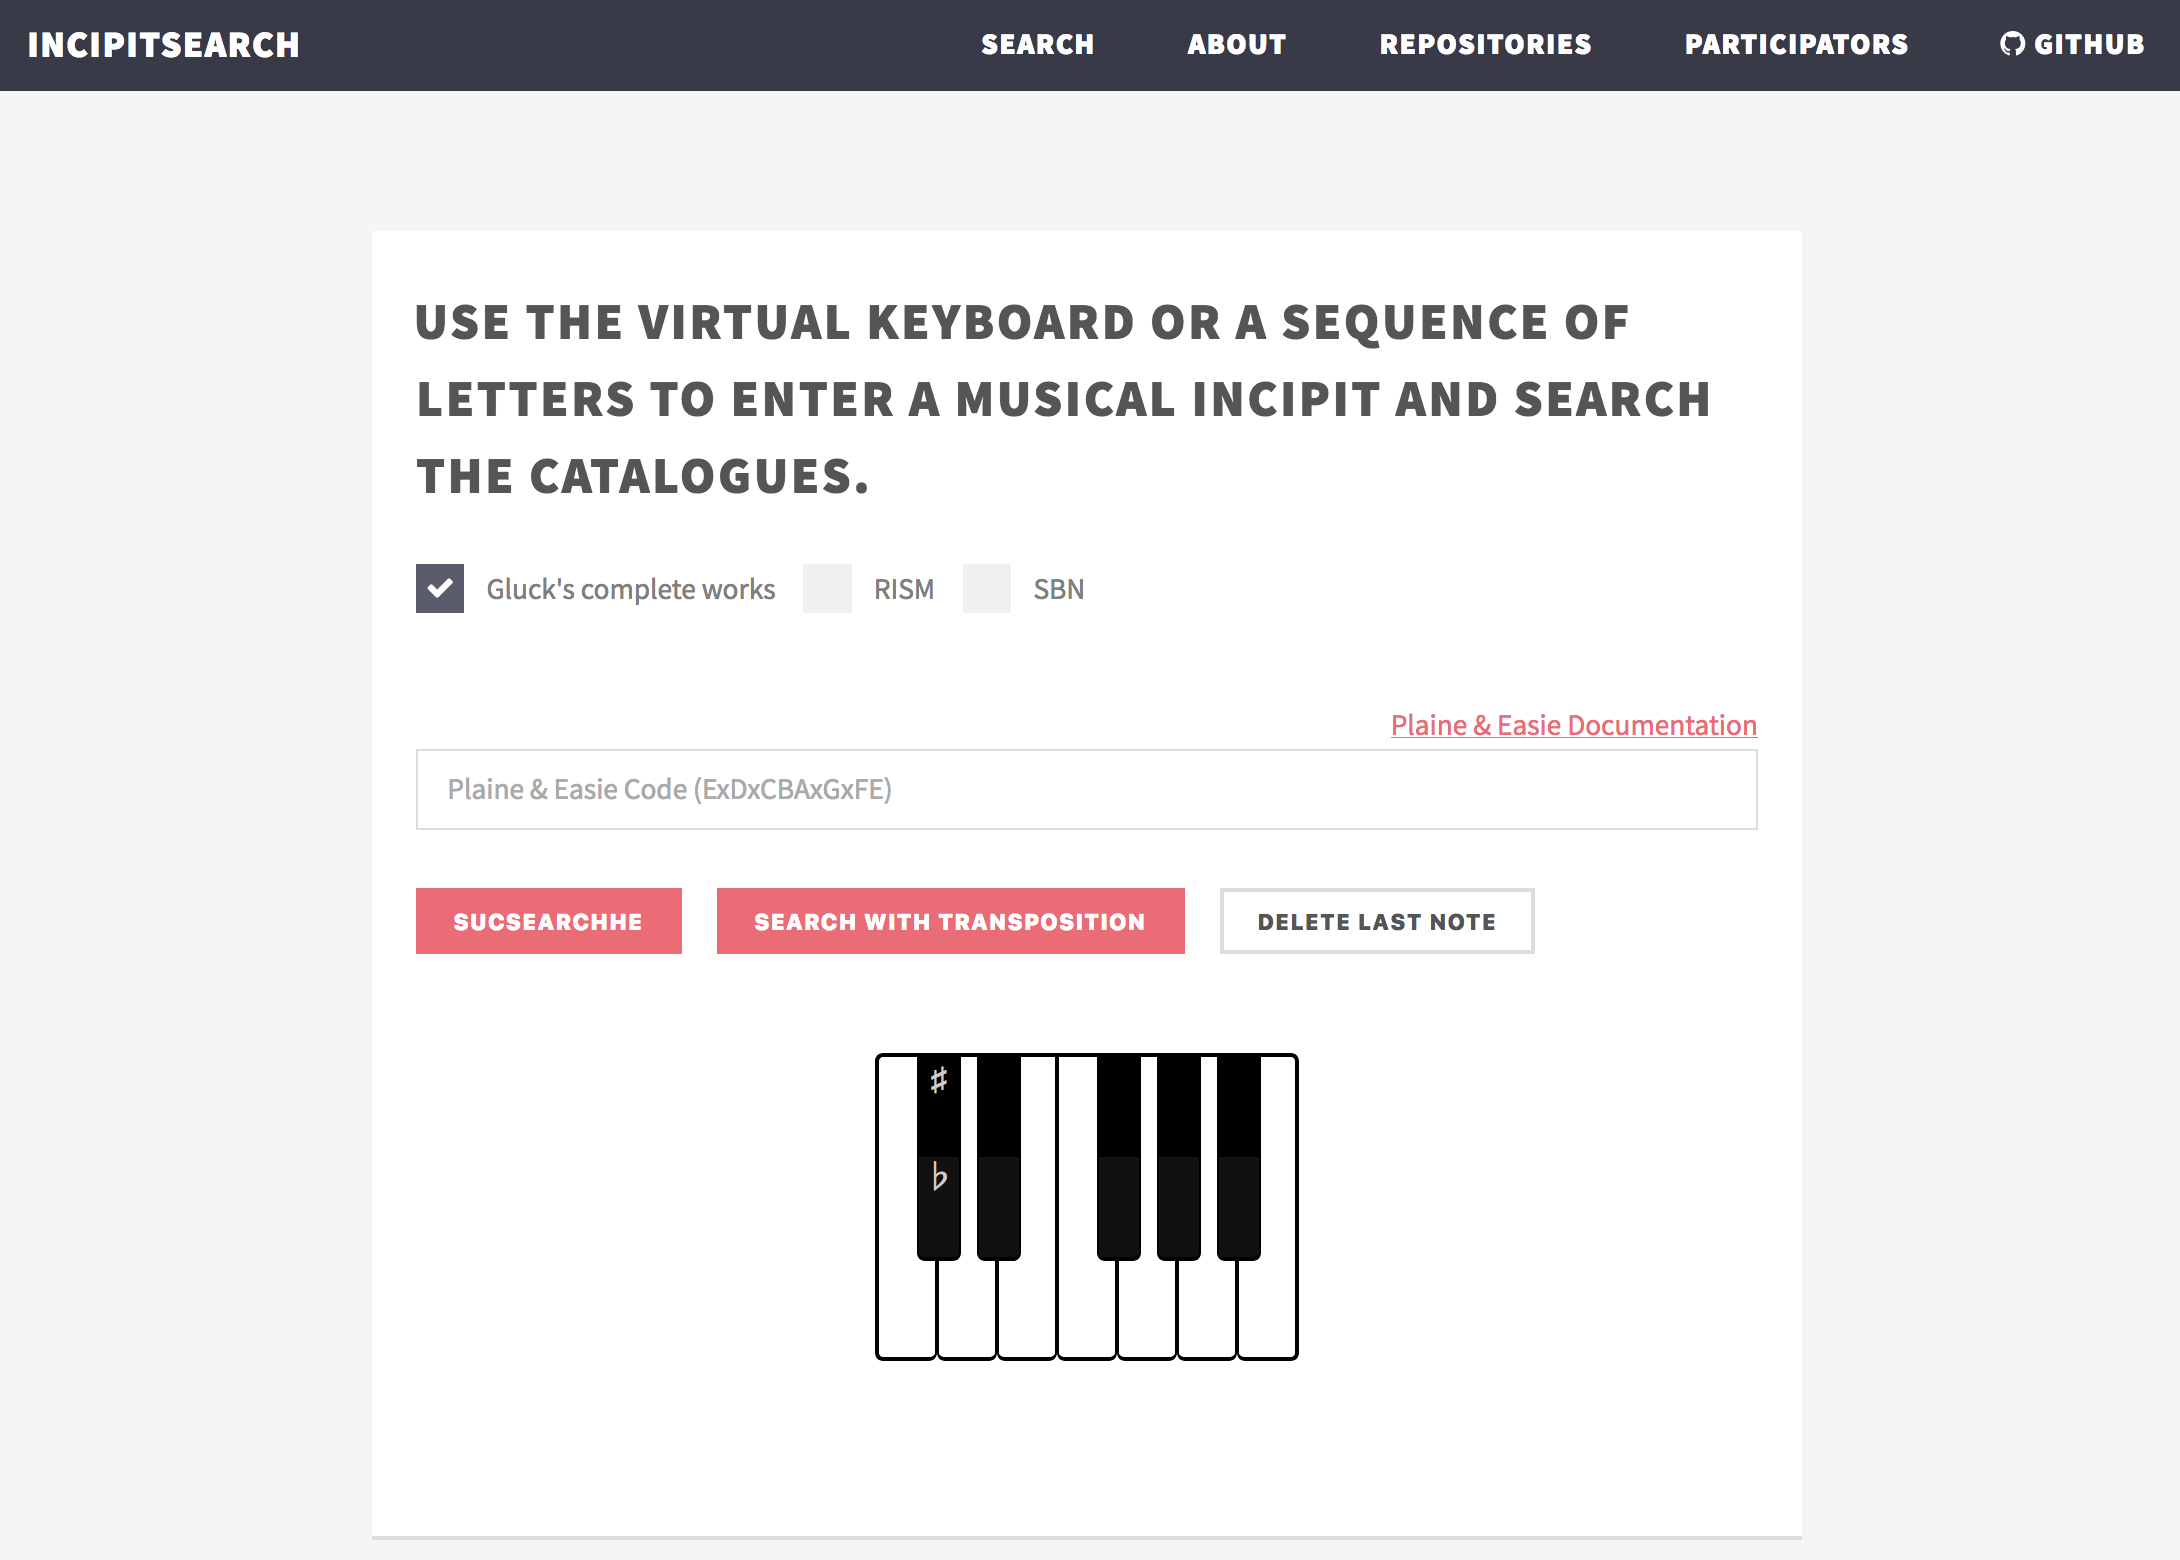 INCIPITSEARCH SEARCH ABOUT REPOSITORIES PARTICIPATORS GITHUB
USE THE VIRTUAL KEYBOARD OR A SEQUENCE OF
LETTERS TO ENTER A MUSICAL INCIPIT AND SEARCH
THE CATALOGUES.
Gluck's complete works RISM SBN
Plaine & Easie Documentation
Plaine & Easie Code (ExDxCBAxGxFE)
SUCSEARCHHE SEARCH WITH TRANSPOSITION DELETE LAST NOTE
♯
♭